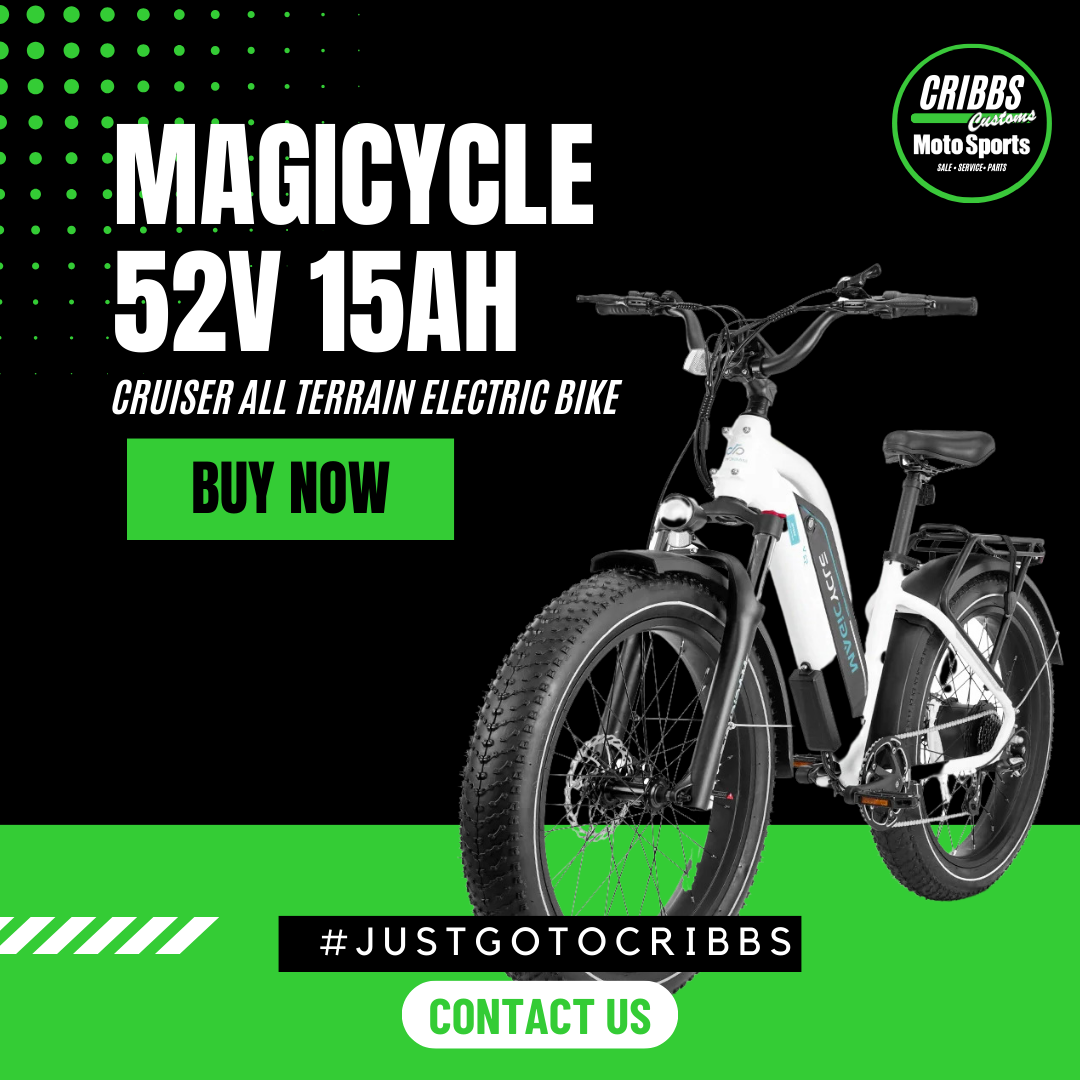 CRIBBS
Customs
Moto Sports
SALE • SERVICE • PARTS
MAGICYCLE
52V 15AH
CRUISER ALL TERRAIN ELECTRIC BIKE
BUY NOW
MAGICYCLE
#JUSTGOTOCRIBBS
CONTACT US